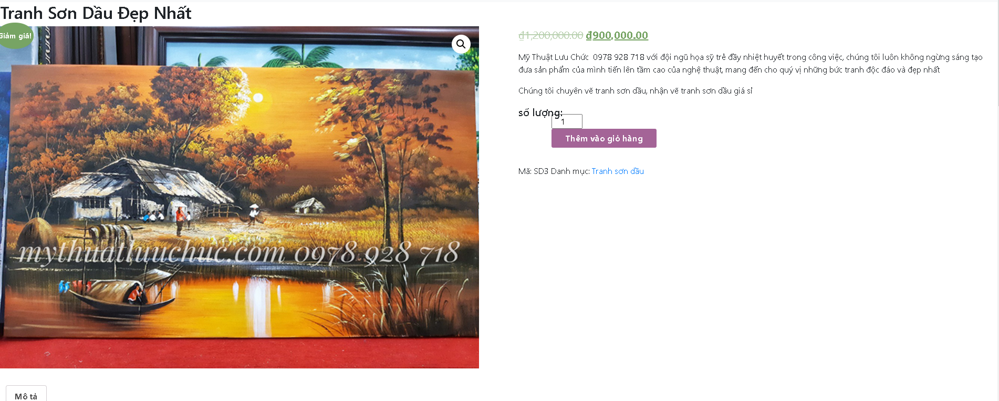 Tranh Sơn Dầu Đẹp Nhất
Giảm giá!
₫1,200,000.00 ₫900,000.00
Mỹ Thuật Lưu Chức 0978 928 718 với đội ngũ họa sỹ trẻ đầy nhiệt huyết trong công việc, chúng tôi luôn không ngừng sáng tạo
đưa sản phẩm của mình tiến lên tầm cao của nghệ thuật, mang đến cho quý vị những bức tranh độc đáo và đẹp nhất
Chúng tôi chuyên vẽ tranh sơn dầu, nhận vẽ tranh sơn dầu giá sỉ
số lượng:
1
Thêm vào giỏ hàng
Mã: SD3 Danh mục: Tranh sơn dầu
mythuatluuchuc.com 0978 928 718
Mô tả